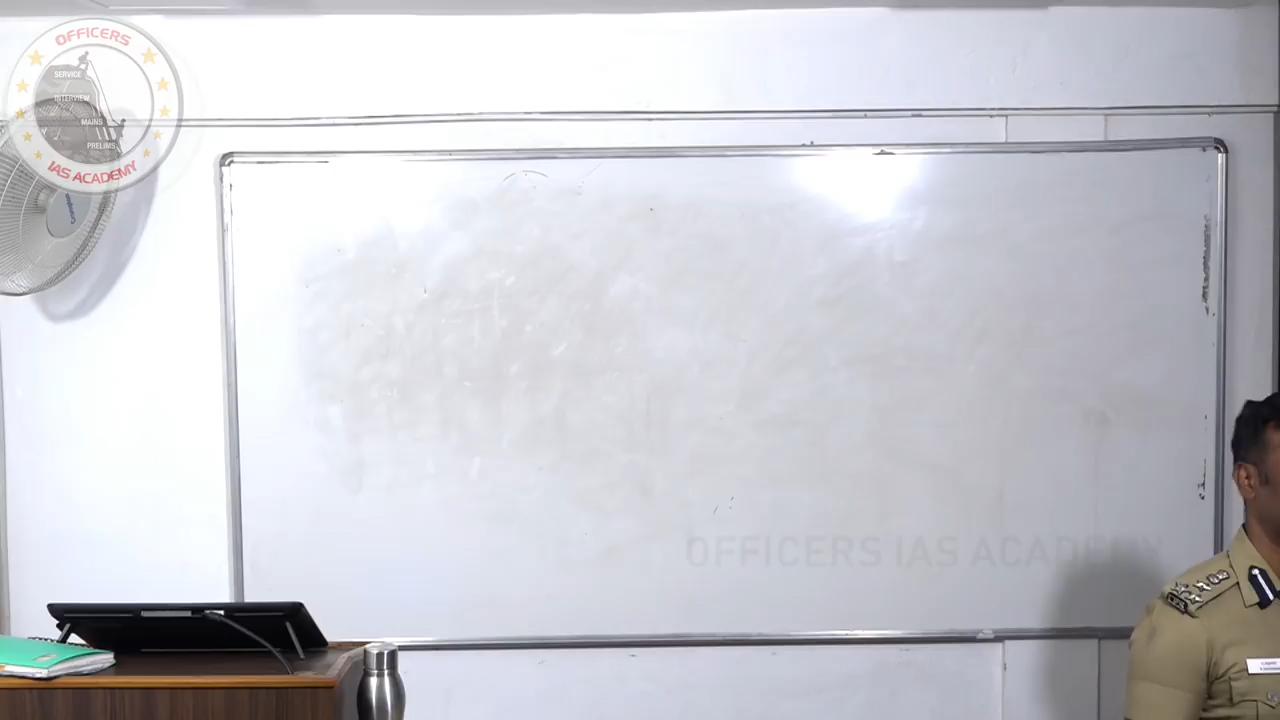 OFFICERS
SERVICE
INTERVIEW
MAINS
PRELIMS
IAS ACADEMY
OFFICERS IAS ACADEMY